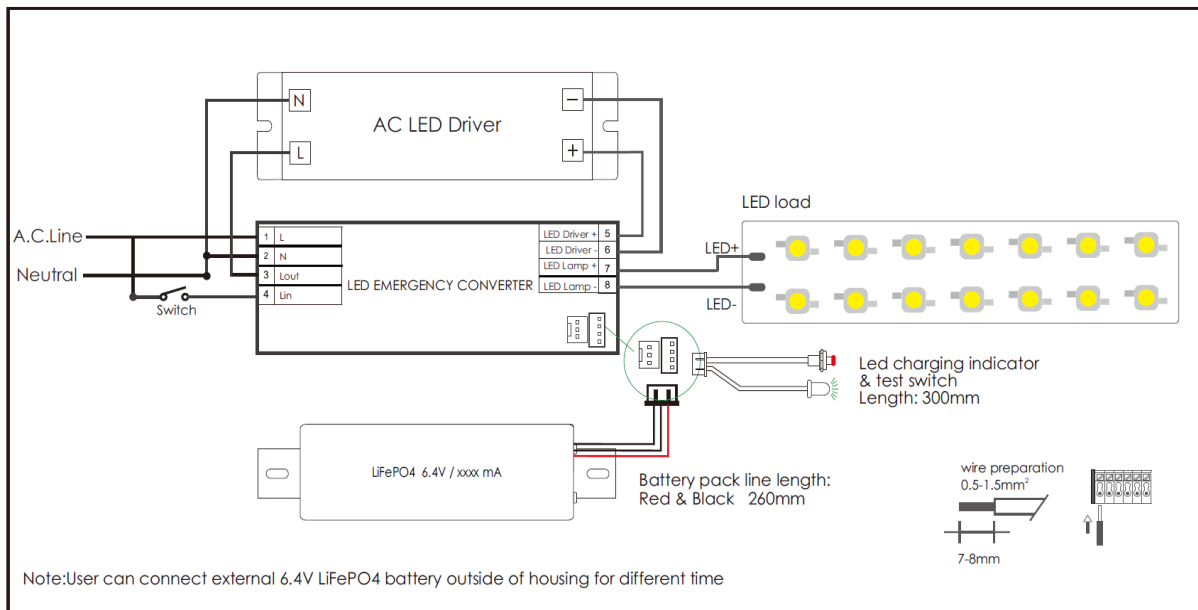 N
AC LED Driver
−
L
+
A.C.Line
Neutral
Switch
1 L
2 N
3 Lout
4 Lin
LED EMERGENCY CONVERTER
LED Driver + 5
LED Driver - 6
LED Lamp + 7
LED Lamp - 8
LED load
LED+
LED-
Led charging indicator
& test switch
Length: 300mm
LiFePO4 6.4V / xxxx mA
Battery pack line length:
Red & Black 260mm
wire preparation
0.5-1.5mm²
7-8mm
Note:User can connect external 6.4V LiFePO4 battery outside of housing for different time